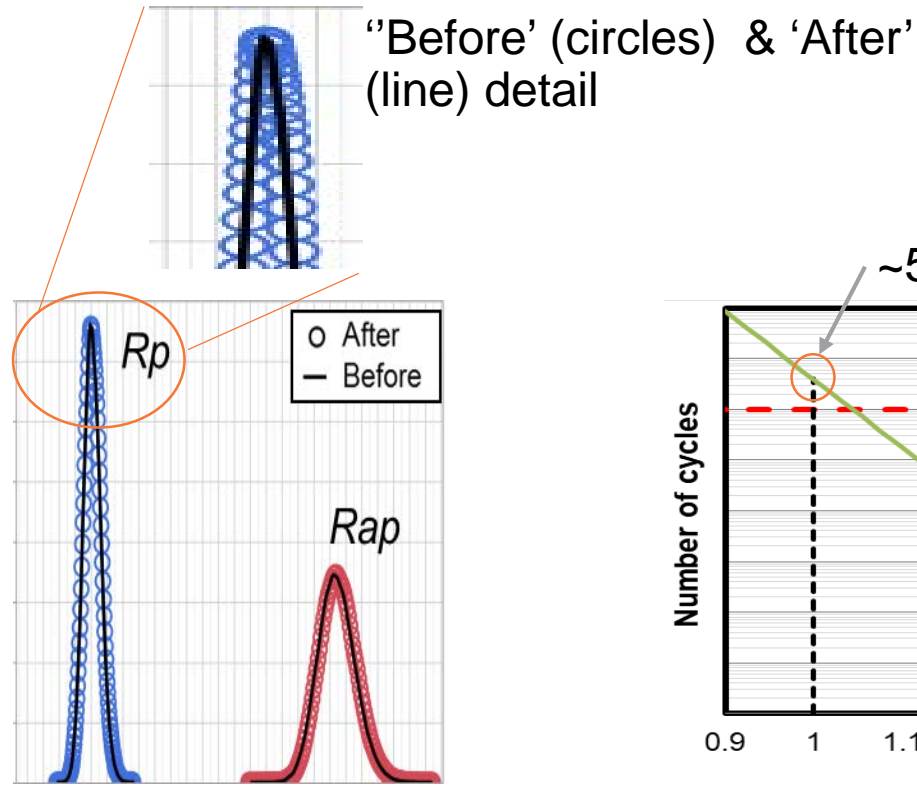 ‘’Before’ (circles)  & ‘After’
(line) detail
~5
Rp
After
Before
Rap
Number of cycles
0.9 1 1.1